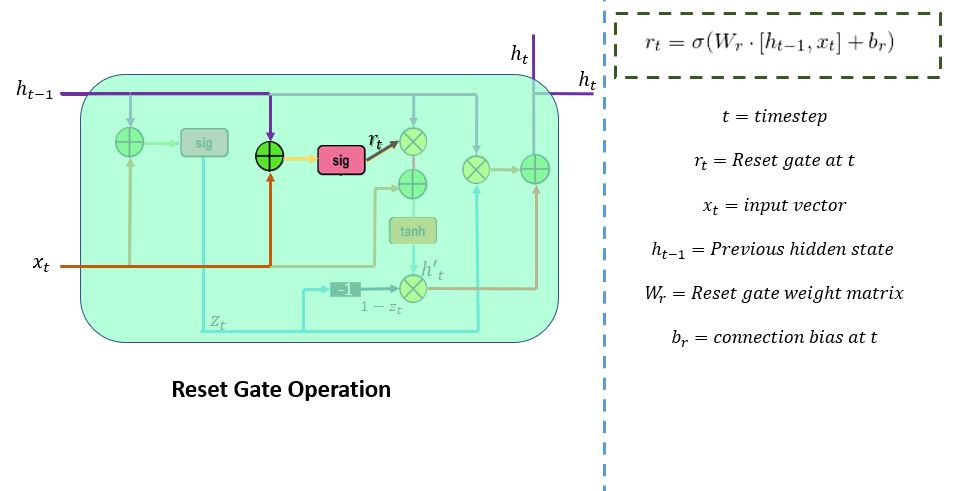 h_t
h_{t-1}
h_t
sig
sig
r_t
tanh
x_t
h'_t
-1
1 − z_t
z_t
Reset Gate Operation
r_t = σ(W_r · [h_{t-1}, x_t] + b_r)
t = timestep
r_t = Reset gate at t
x_t = input vector
h_{t-1} = Previous hidden state
W_r = Reset gate weight matrix
b_r = connection bias at t